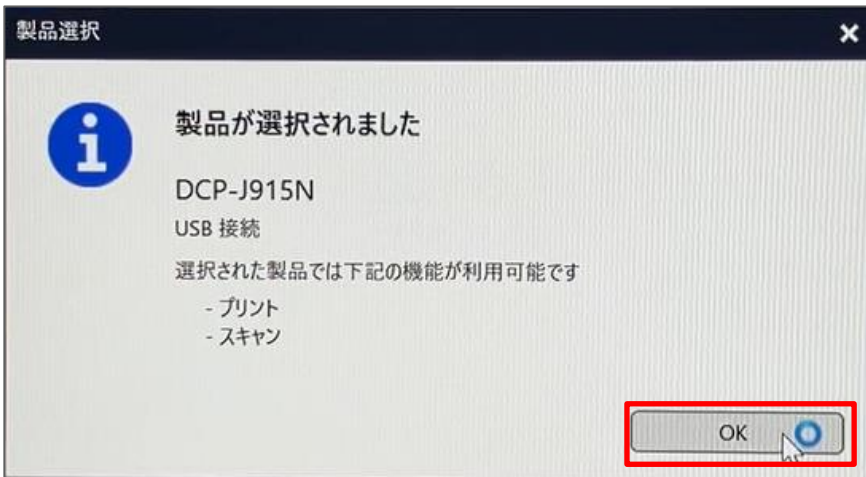 製品選択
製品が選択されました
DCP-J915N
USB 接続
選択された製品では下記の機能が利用可能です
- プリント
- スキャン
OK